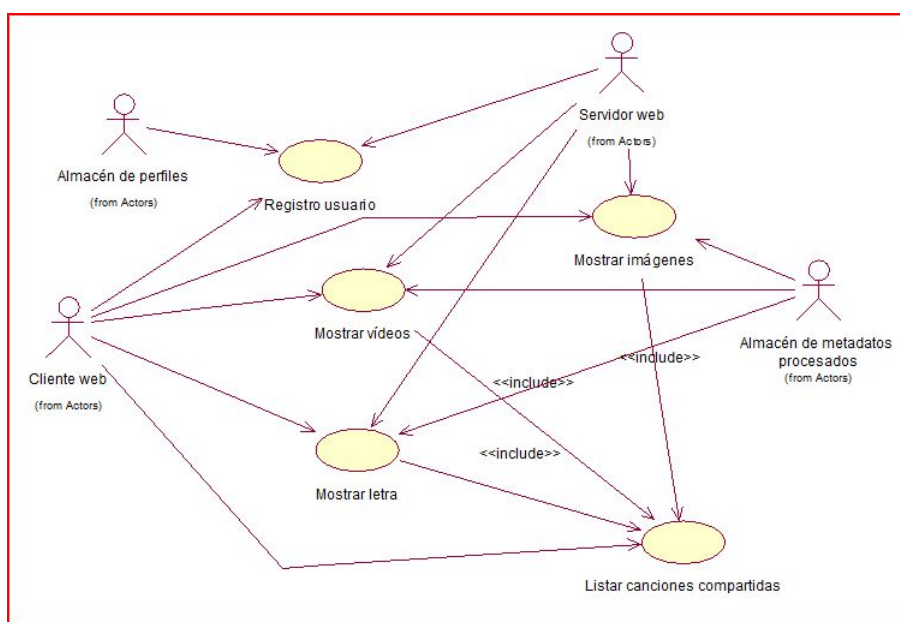 Servidor web
(from Actors)
Almacén de perfiles
(from Actors)
Registro usuario
Mostrar imágenes
Mostrar vídeos
Almacén de metadatos
procesados
(from Actors)
Cliente web
(from Actors)
<<include>>
<<include>>
<<include>>
Mostrar letra
Listar canciones compartidas